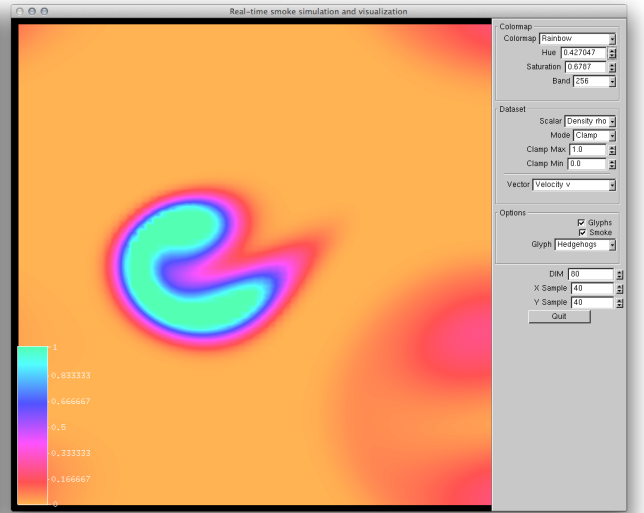 Real-time smoke simulation and visualization
Colormap
Colormap Rainbow
Hue 0.427047
Saturation 0.6787
Band 256
Dataset
Scalar Density rho
Mode Clamp
Clamp Max 1.0
Clamp Min 0.0
Vector Velocity v
Options
Glyphs
Smoke
Glyph Hedgehogs
DIM 80
X Sample 40
Y Sample 40
Quit
1
0.833333
0.666667
0.5
0.333333
0.166667
0